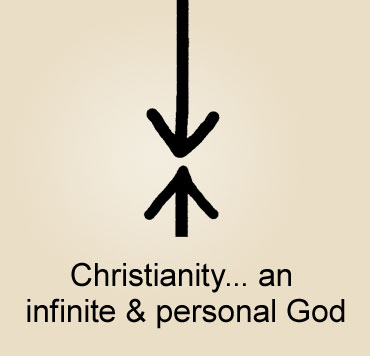 Christianity... an
infinite & personal God